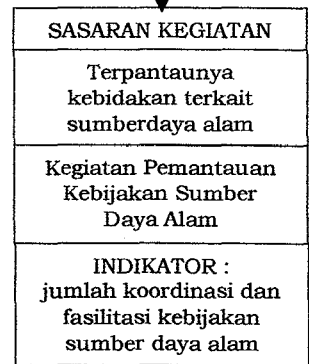 SASARAN KEGIATAN
Terpantaunya
kebidakan terkait
sumberdaya alam
Kegiatan Pemantauan
Kebijakan Sumber
Daya Alam
INDIKATOR :
jumlah koordinasi dan
fasilitasi kebijakan
sumber daya alam